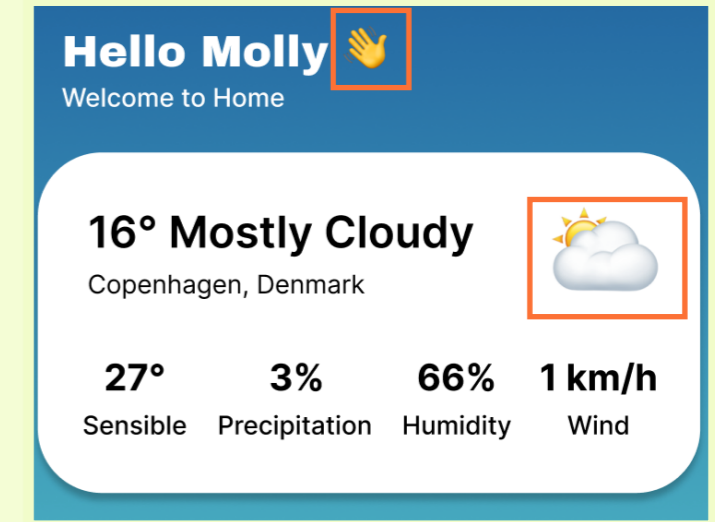 Hello Molly 👋
Welcome to Home
16° Mostly Cloudy
Copenhagen, Denmark
27° 3% 66% 1 km/h
Sensible Precipitation Humidity Wind